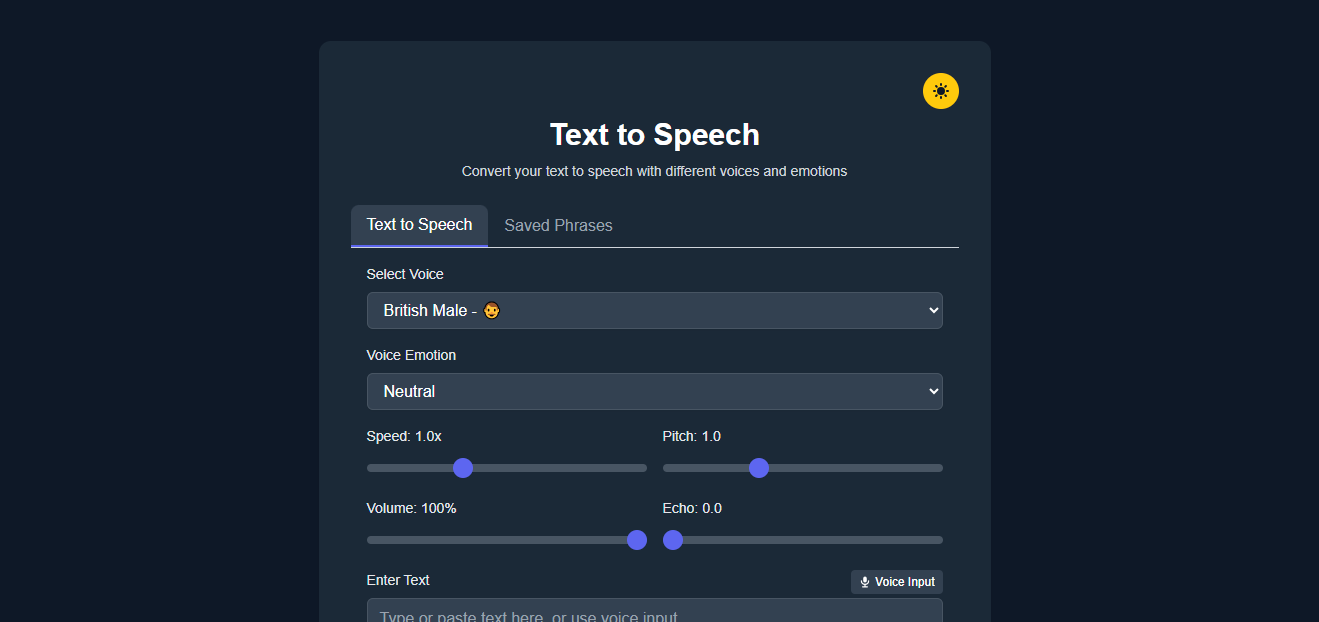 Text to Speech
Convert your text to speech with different voices and emotions
Text to Speech Saved Phrases
Select Voice
British Male - 👨
Voice Emotion
Neutral
Speed: 1.0x Pitch: 1.0
Volume: 100% Echo: 0.0
Enter Text Voice Input
Type or paste text here, or use voice input